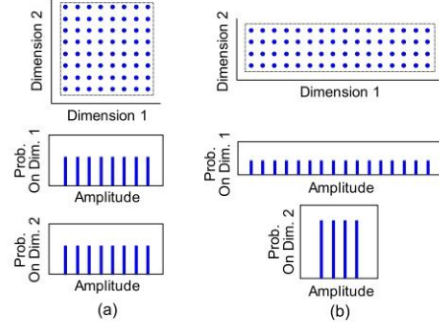 Dimension 2
Dimension 1
Prob.
On Dim. 1
Amplitude
Prob.
On Dim. 2
Amplitude
(a)
Dimension 2
Dimension 1
Prob.
On Dim. 1
Amplitude
Prob.
On Dim. 2
Amplitude
(b)